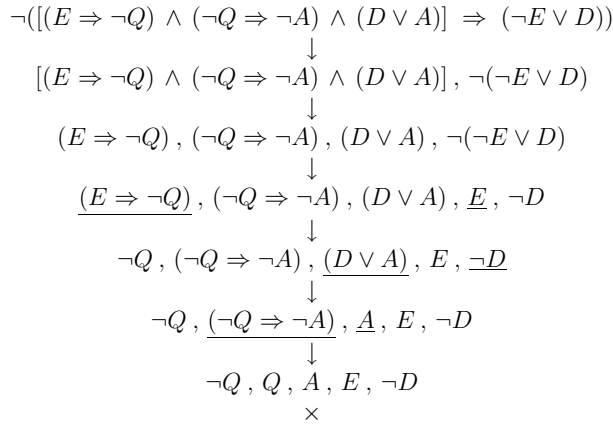 ¬([(E ⇒ ¬Q) ∧ (¬Q ⇒ ¬A) ∧ (D ∨ A)] ⇒ (¬E ∨ D))
↓
[(E ⇒ ¬Q) ∧ (¬Q ⇒ ¬A) ∧ (D ∨ A)] , ¬(¬E ∨ D)
↓
(E ⇒ ¬Q) , (¬Q ⇒ ¬A) , (D ∨ A) , ¬(¬E ∨ D)
↓
(E ⇒ ¬Q) , (¬Q ⇒ ¬A) , (D ∨ A) , E , ¬D
↓
¬Q , (¬Q ⇒ ¬A) , (D ∨ A) , E , ¬D
↓
¬Q , (¬Q ⇒ ¬A) , A , E , ¬D
↓
¬Q , Q , A , E , ¬D
×